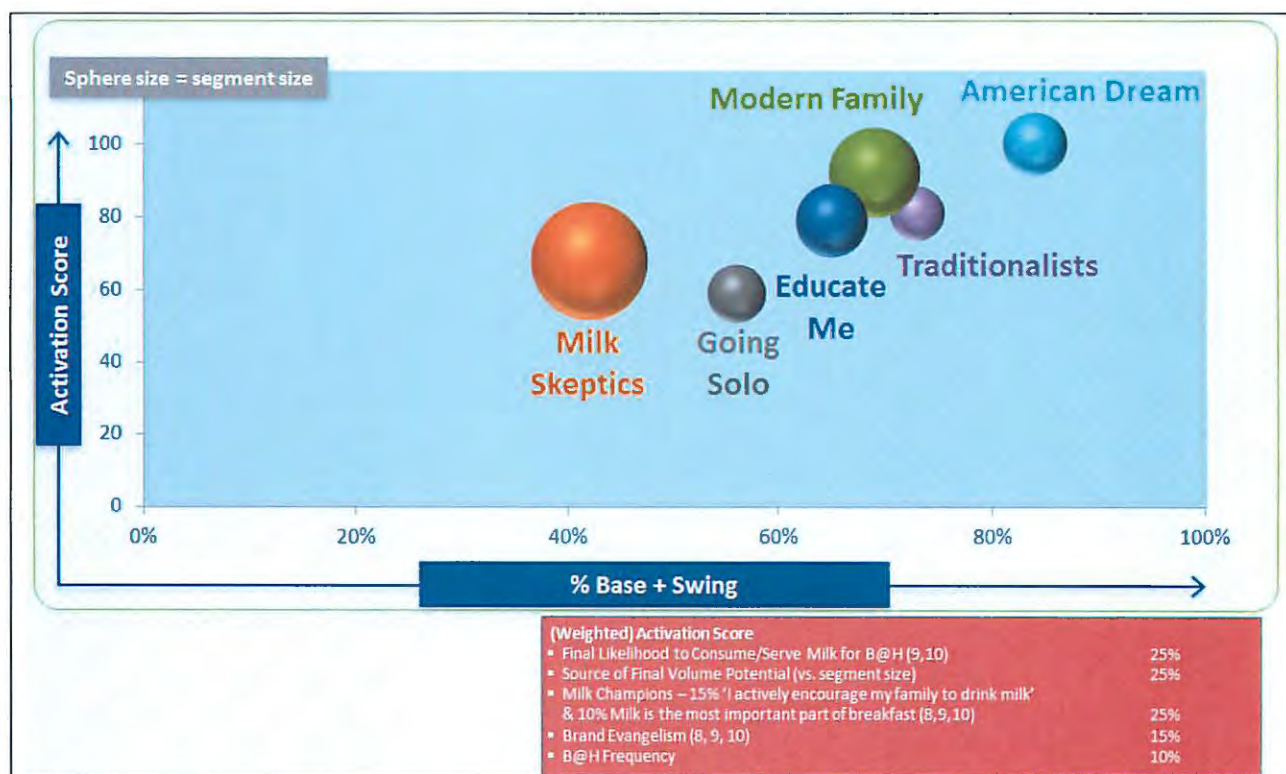 Sphere size = segment size
Modern Family
American Dream
100
80
60
40
20
0
Activation Score
Traditionalists
Educate
Me
Milk
Skeptics
Going
Solo
0%
20%
40%
60%
80%
100%
% Base + Swing
(Weighted) Activation Score
▪ Final Likelihood to Consume/Serve Milk for B@H (9,10) 25%
▪ Source of Final Volume Potential (vs. segment size) 25%
▪ Milk Champions – 15% 'I actively encourage my family to drink milk'
& 10% Milk is the most important part of breakfast (8,9,10) 25%
▪ Brand Evangelism (8, 9, 10) 15%
▪ B@H Frequency 10%